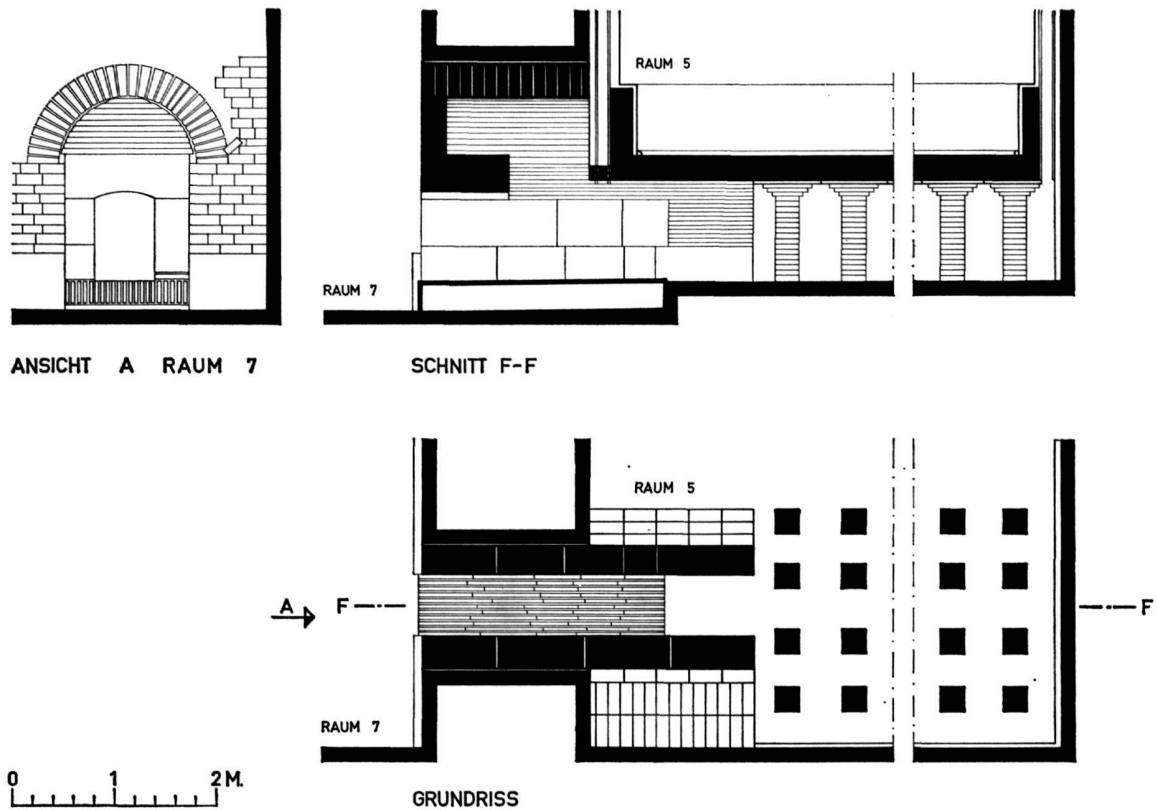 RAUM 5
RAUM 7
ANSICHT A RAUM 7
SCHNITT F-F
RAUM 5
A
F
F
RAUM 7
0 1 2 M.
GRUNDRISS